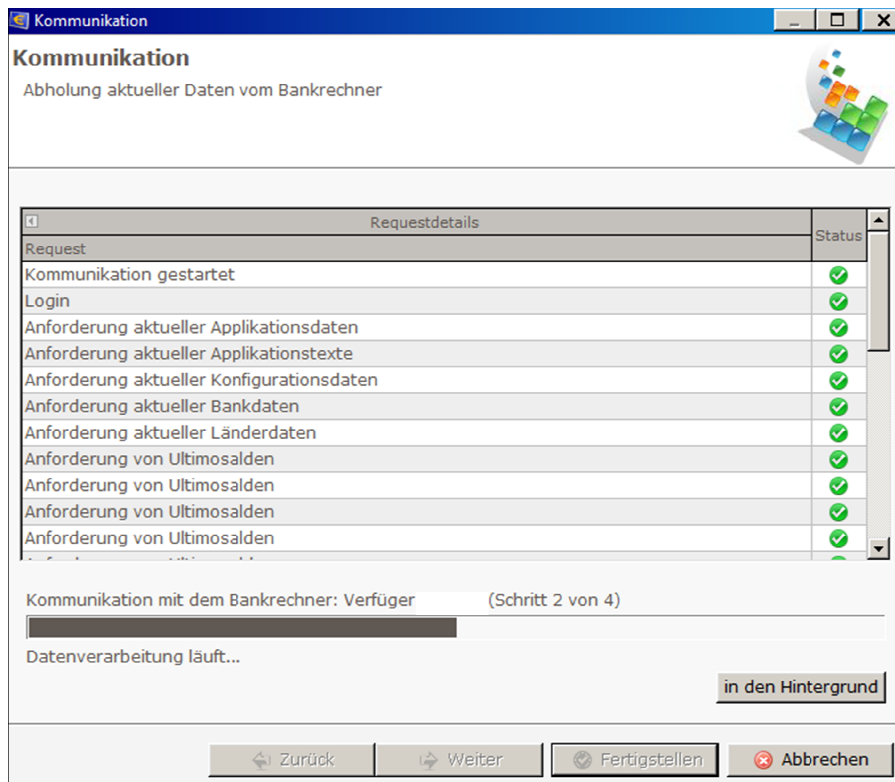 Kommunikation
Kommunikation
Abholung aktueller Daten vom Bankrechner
Requestdetails
Status
Request
Kommunikation gestartet
Login
Anforderung aktueller Applikationsdaten
Anforderung aktueller Applikationstexte
Anforderung aktueller Konfigurationsdaten
Anforderung aktueller Bankdaten
Anforderung aktueller Länderdaten
Anforderung von Ultimosalden
Anforderung von Ultimosalden
Anforderung von Ultimosalden
Anforderung von Ultimosalden
Kommunikation mit dem Bankrechner: Verfüger (Schritt 2 von 4)
Datenverarbeitung läuft...
in den Hintergrund
Zurück Weiter Fertigstellen Abbrechen